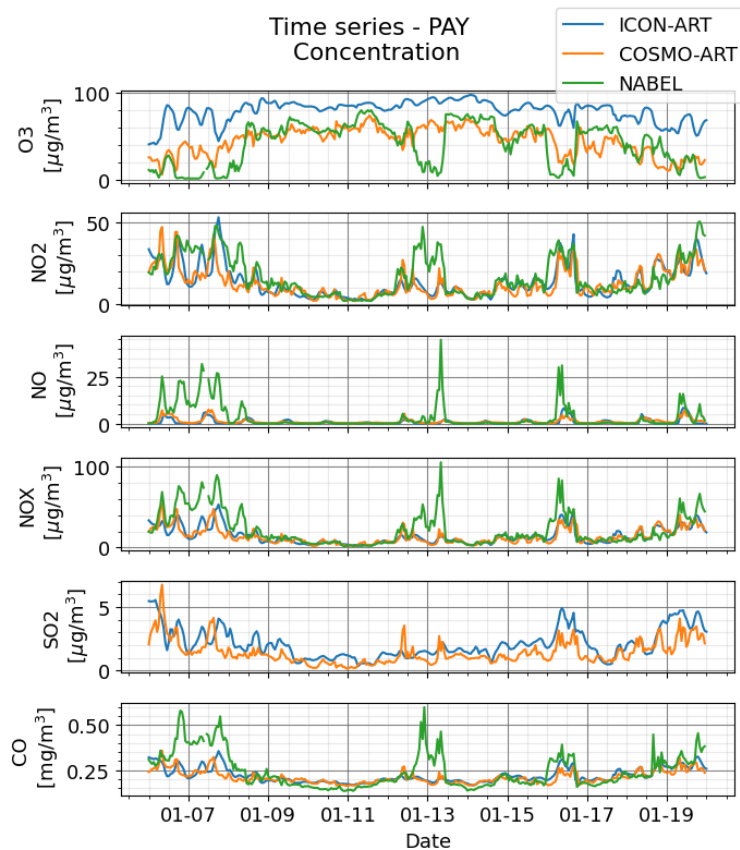 Time series - PAY
Concentration
ICON-ART
COSMO-ART
NABEL
O3
[μg/m³]
100
0
NO2
[μg/m³]
50
0
NO
[μg/m³]
25
0
NOX
[μg/m³]
100
0
SO2
[μg/m³]
5
0
CO
[mg/m³]
0.50
0.25
01-07 01-09 01-11 01-13 01-15 01-17 01-19
Date